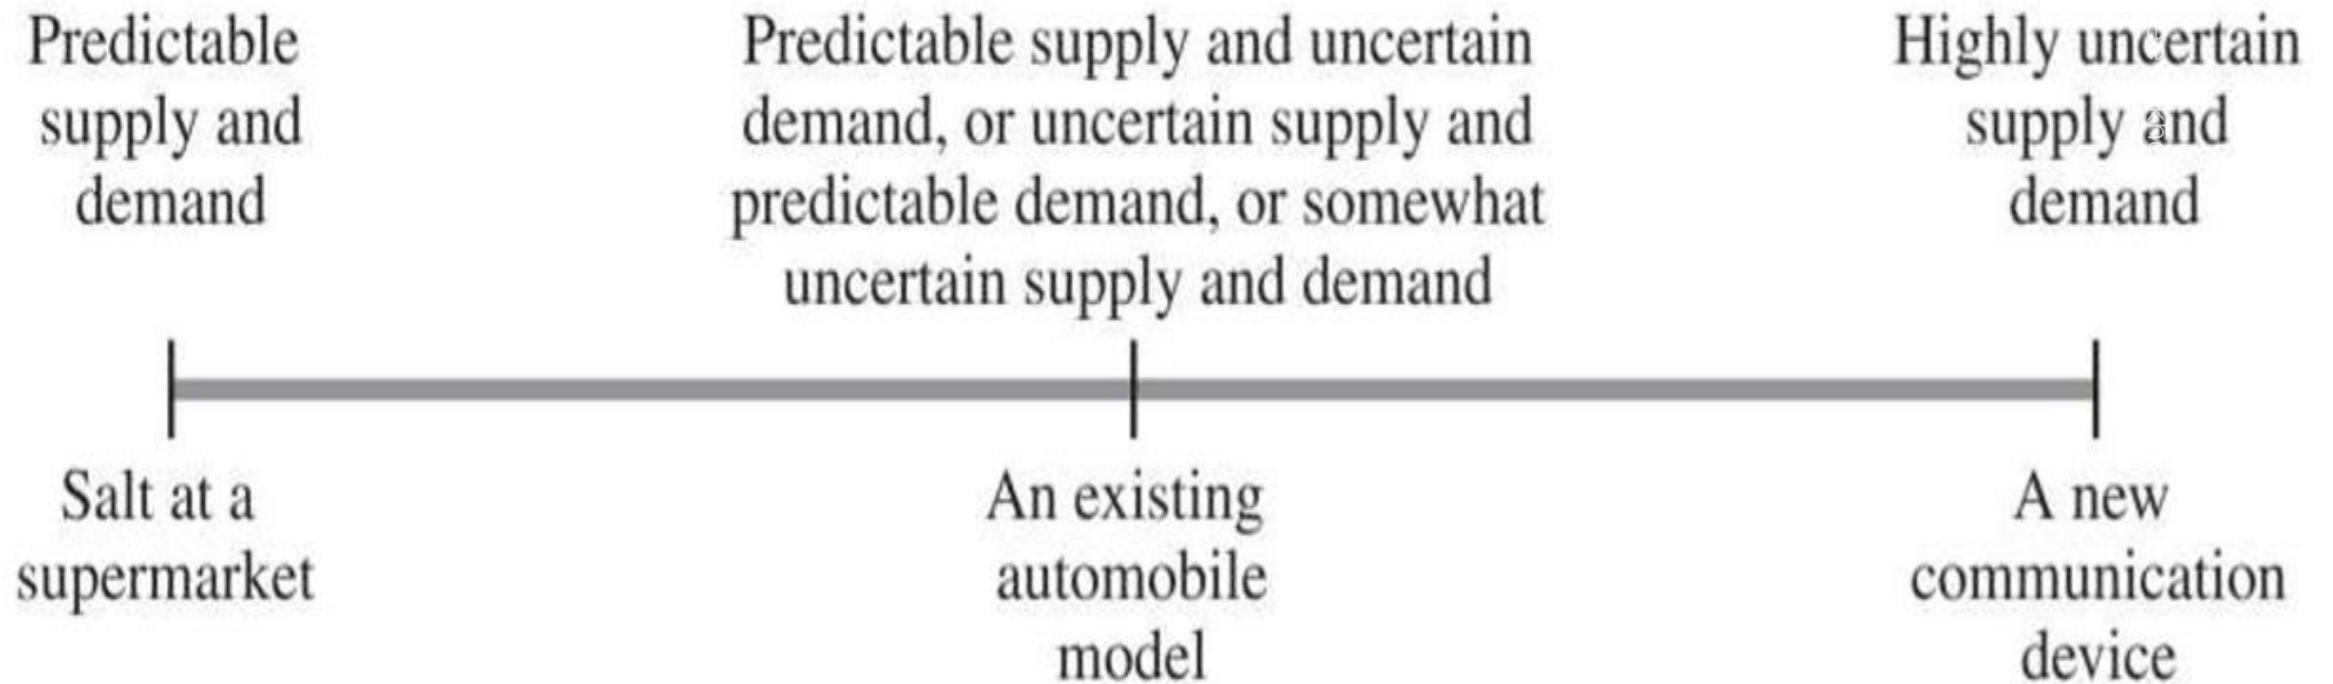 Predictable
supply and
demand
Predictable supply and uncertain
demand, or uncertain supply and
predictable demand, or somewhat
uncertain supply and demand
Highly uncertain
supply and
demand
Salt at a
supermarket
An existing
automobile
model
A new
communication
device